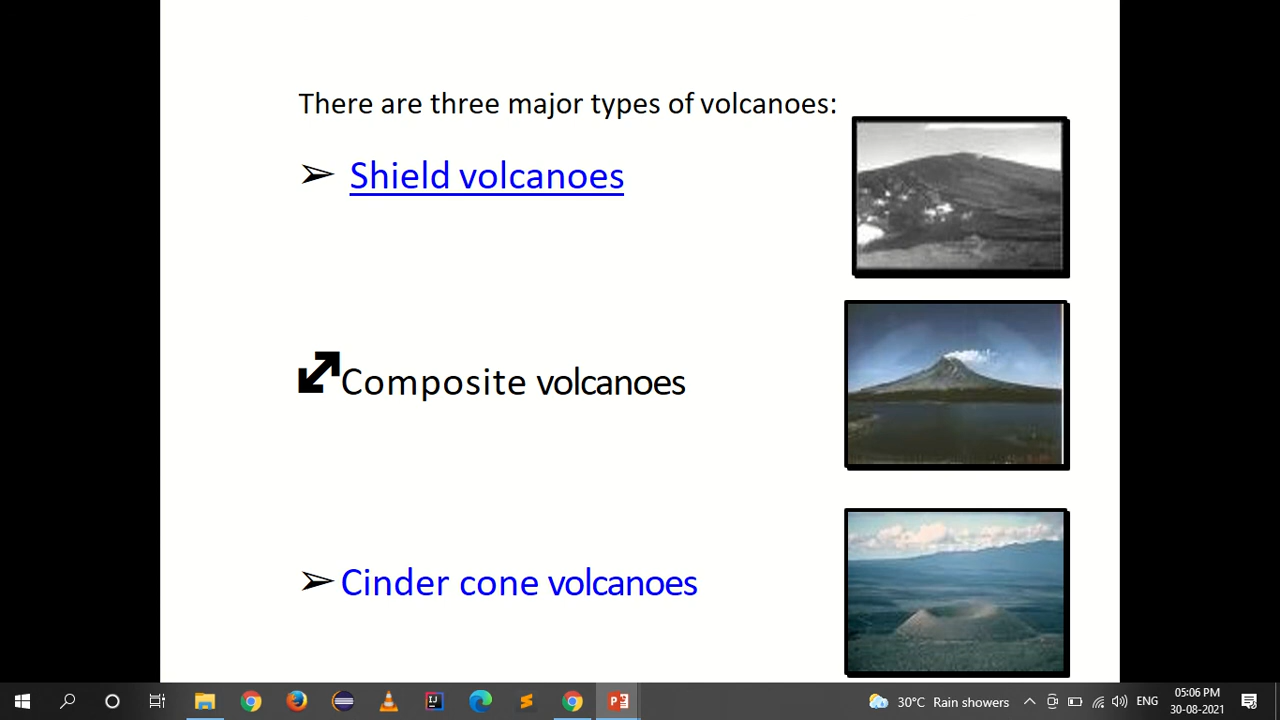 There are three major types of volcanoes:
➢ Shield volcanoes
Composite volcanoes
➢ Cinder cone volcanoes
30°C Rain showers
ENG
05:06 PM
30-08-2021